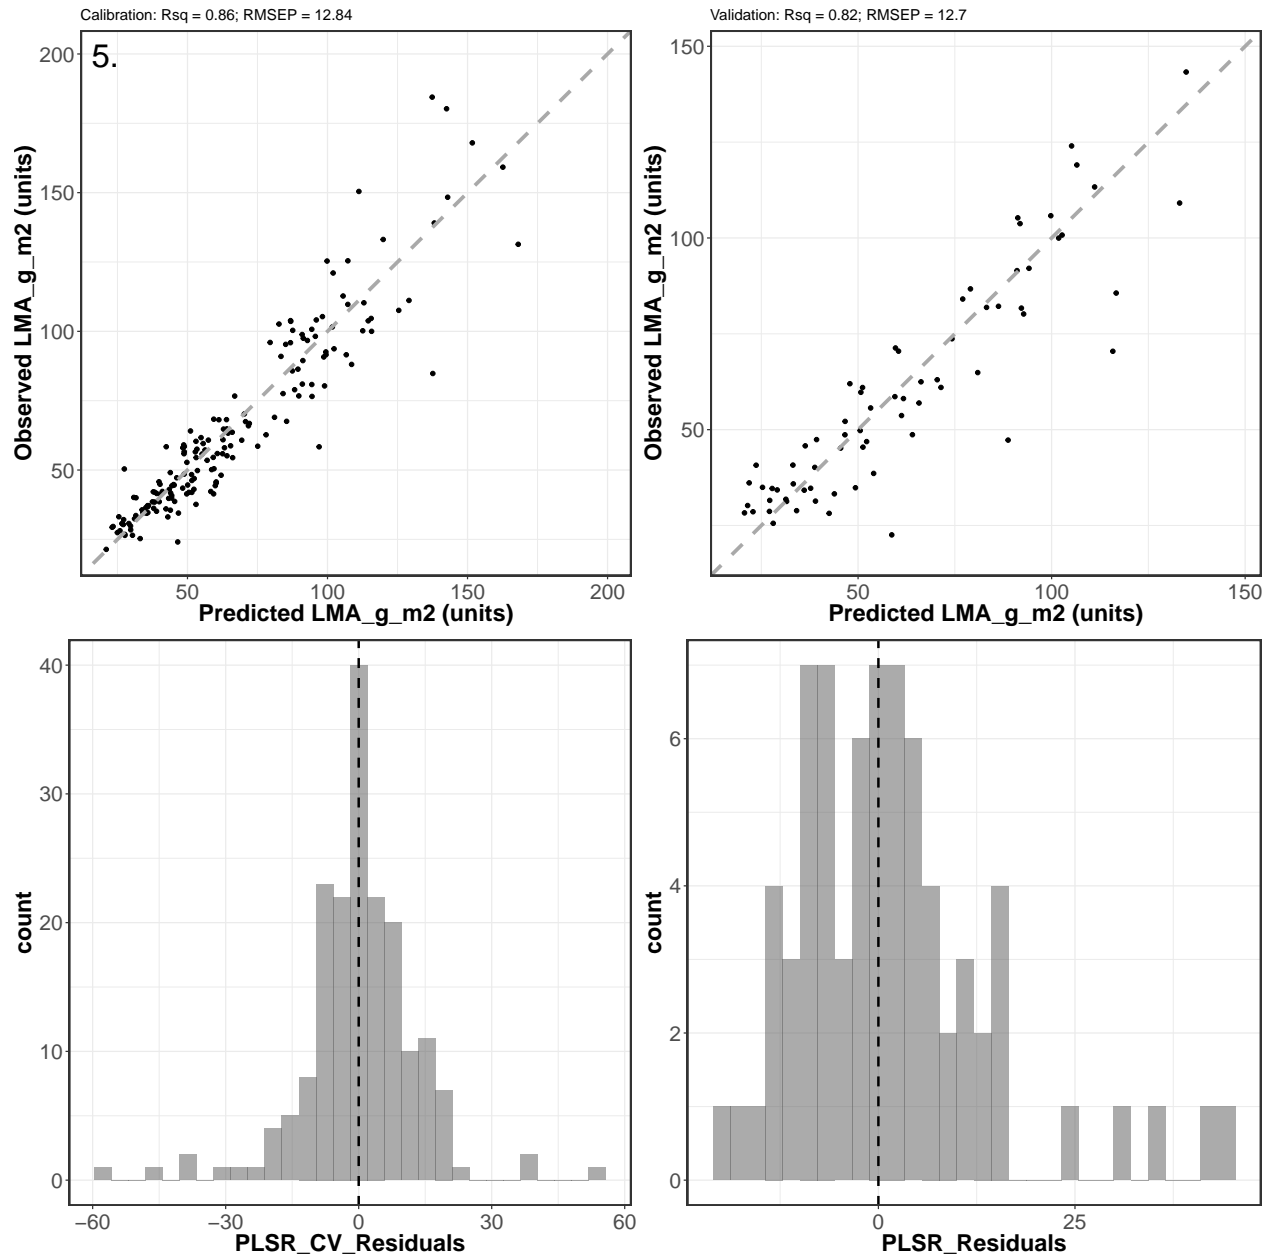 Calibration: Rsq = 0.86; RMSEP = 12.84
5.
Observed LMA_g_m2 (units)
200
150
100
50
50 100 150 200
Predicted LMA_g_m2 (units)
Validation: Rsq = 0.82; RMSEP = 12.7
Observed LMA_g_m2 (units)
150
100
50
50 100 150
Predicted LMA_g_m2 (units)
count
40
30
20
10
0
−60 −30 0 30 60
PLSR_CV_Residuals
count
6
4
2
0
0 25
PLSR_Residuals